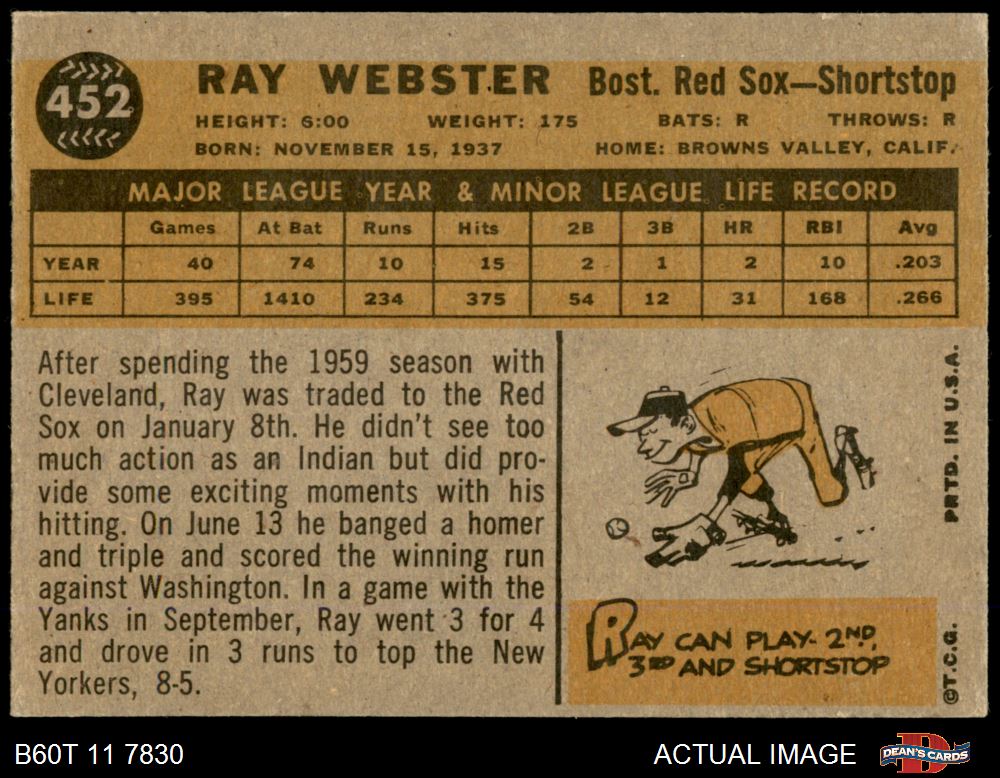 452
RAY WEBSTER Bost. Red Sox—Shortstop
HEIGHT: 6:00 WEIGHT: 175 BATS: R THROWS: R
BORN: NOVEMBER 15, 1937 HOME: BROWNS VALLEY, CALIF.
MAJOR LEAGUE YEAR & MINOR LEAGUE LIFE RECORD
Games At Bat Runs Hits 2B 3B HR RBI Avg
YEAR 40 74 10 15 2 1 2 10 .203
LIFE 395 1410 234 375 54 12 31 168 .266
After spending the 1959 season with
Cleveland, Ray was traded to the Red
Sox on January 8th. He didn't see too
much action as an Indian but did pro-
vide some exciting moments with his
hitting. On June 13 he banged a homer
and triple and scored the winning run
against Washington. In a game with the
Yanks in September, Ray went 3 for 4
and drove in 3 runs to top the New
Yorkers, 8-5.
RAY CAN PLAY 2ND,
3RD AND SHORTSTOP
©T.C.G. PRTD. IN U.S.A.
B60T 11 7830
ACTUAL IMAGE
DEAN'S CARDS